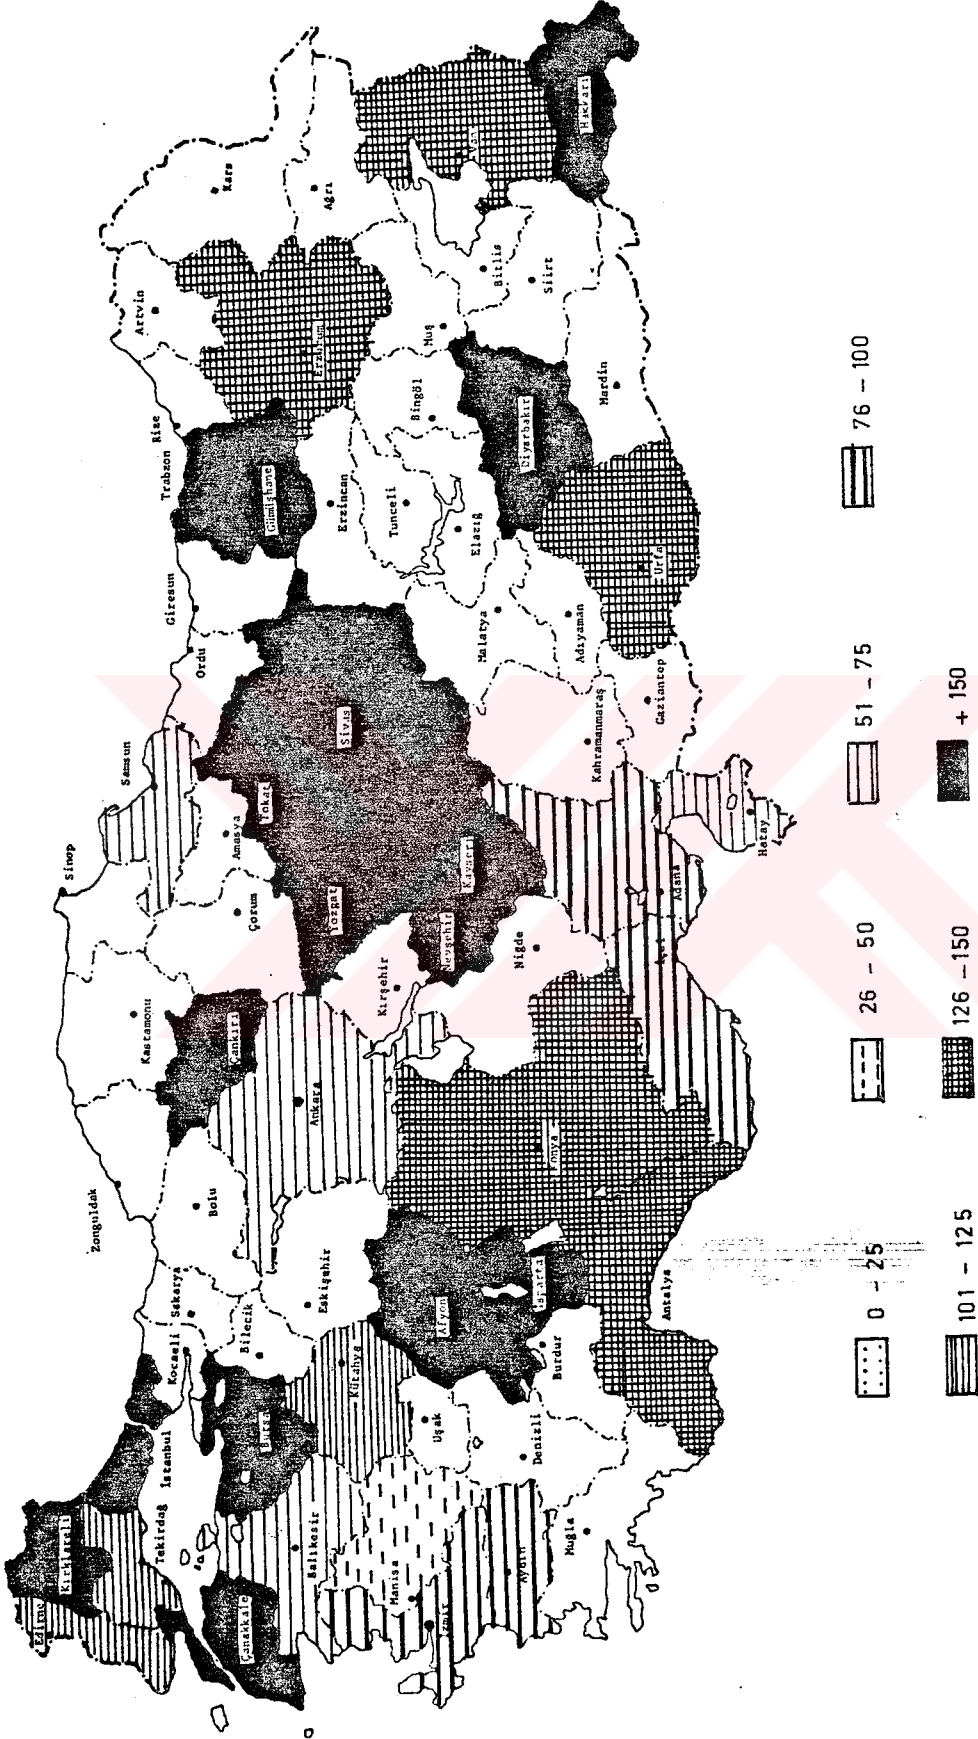 Edirne
Kırklareli
Tekirdağ
İstanbul
Çanakkale
Kocaeli
Sakarya
Bursa
Bilecik
Balıkesir
Kütahya
Eskişehir
Manisa
İzmir
Uşak
Afyon
Aydın
Denizli
Burdur
Isparta
Muğla
Antalya
Zonguldak
Bolu
Kastamonu
Çankırı
Ankara
Konya
Sinop
Çorum
Samsun
Amasya
Tokat
Yozgat
Kırşehir
Nevşehir
Kayseri
Niğde
Adana
Hatay
Ordu
Giresun
Sivas
Trabzon
Rize
Gümüşhane
Artvin
Kars
Erzurum
Erzincan
Tunceli
Bingöl
Elazığ
Malatya
Adıyaman
Kahramanmaraş
Gaziantep
Urfa
Diyarbakır
Mardin
Muş
Ağrı
Bitlis
Siirt
Van
Hakkari
0 - 25
26 - 50
51 - 75
76 - 100
101 - 125
126 - 150
+ 150